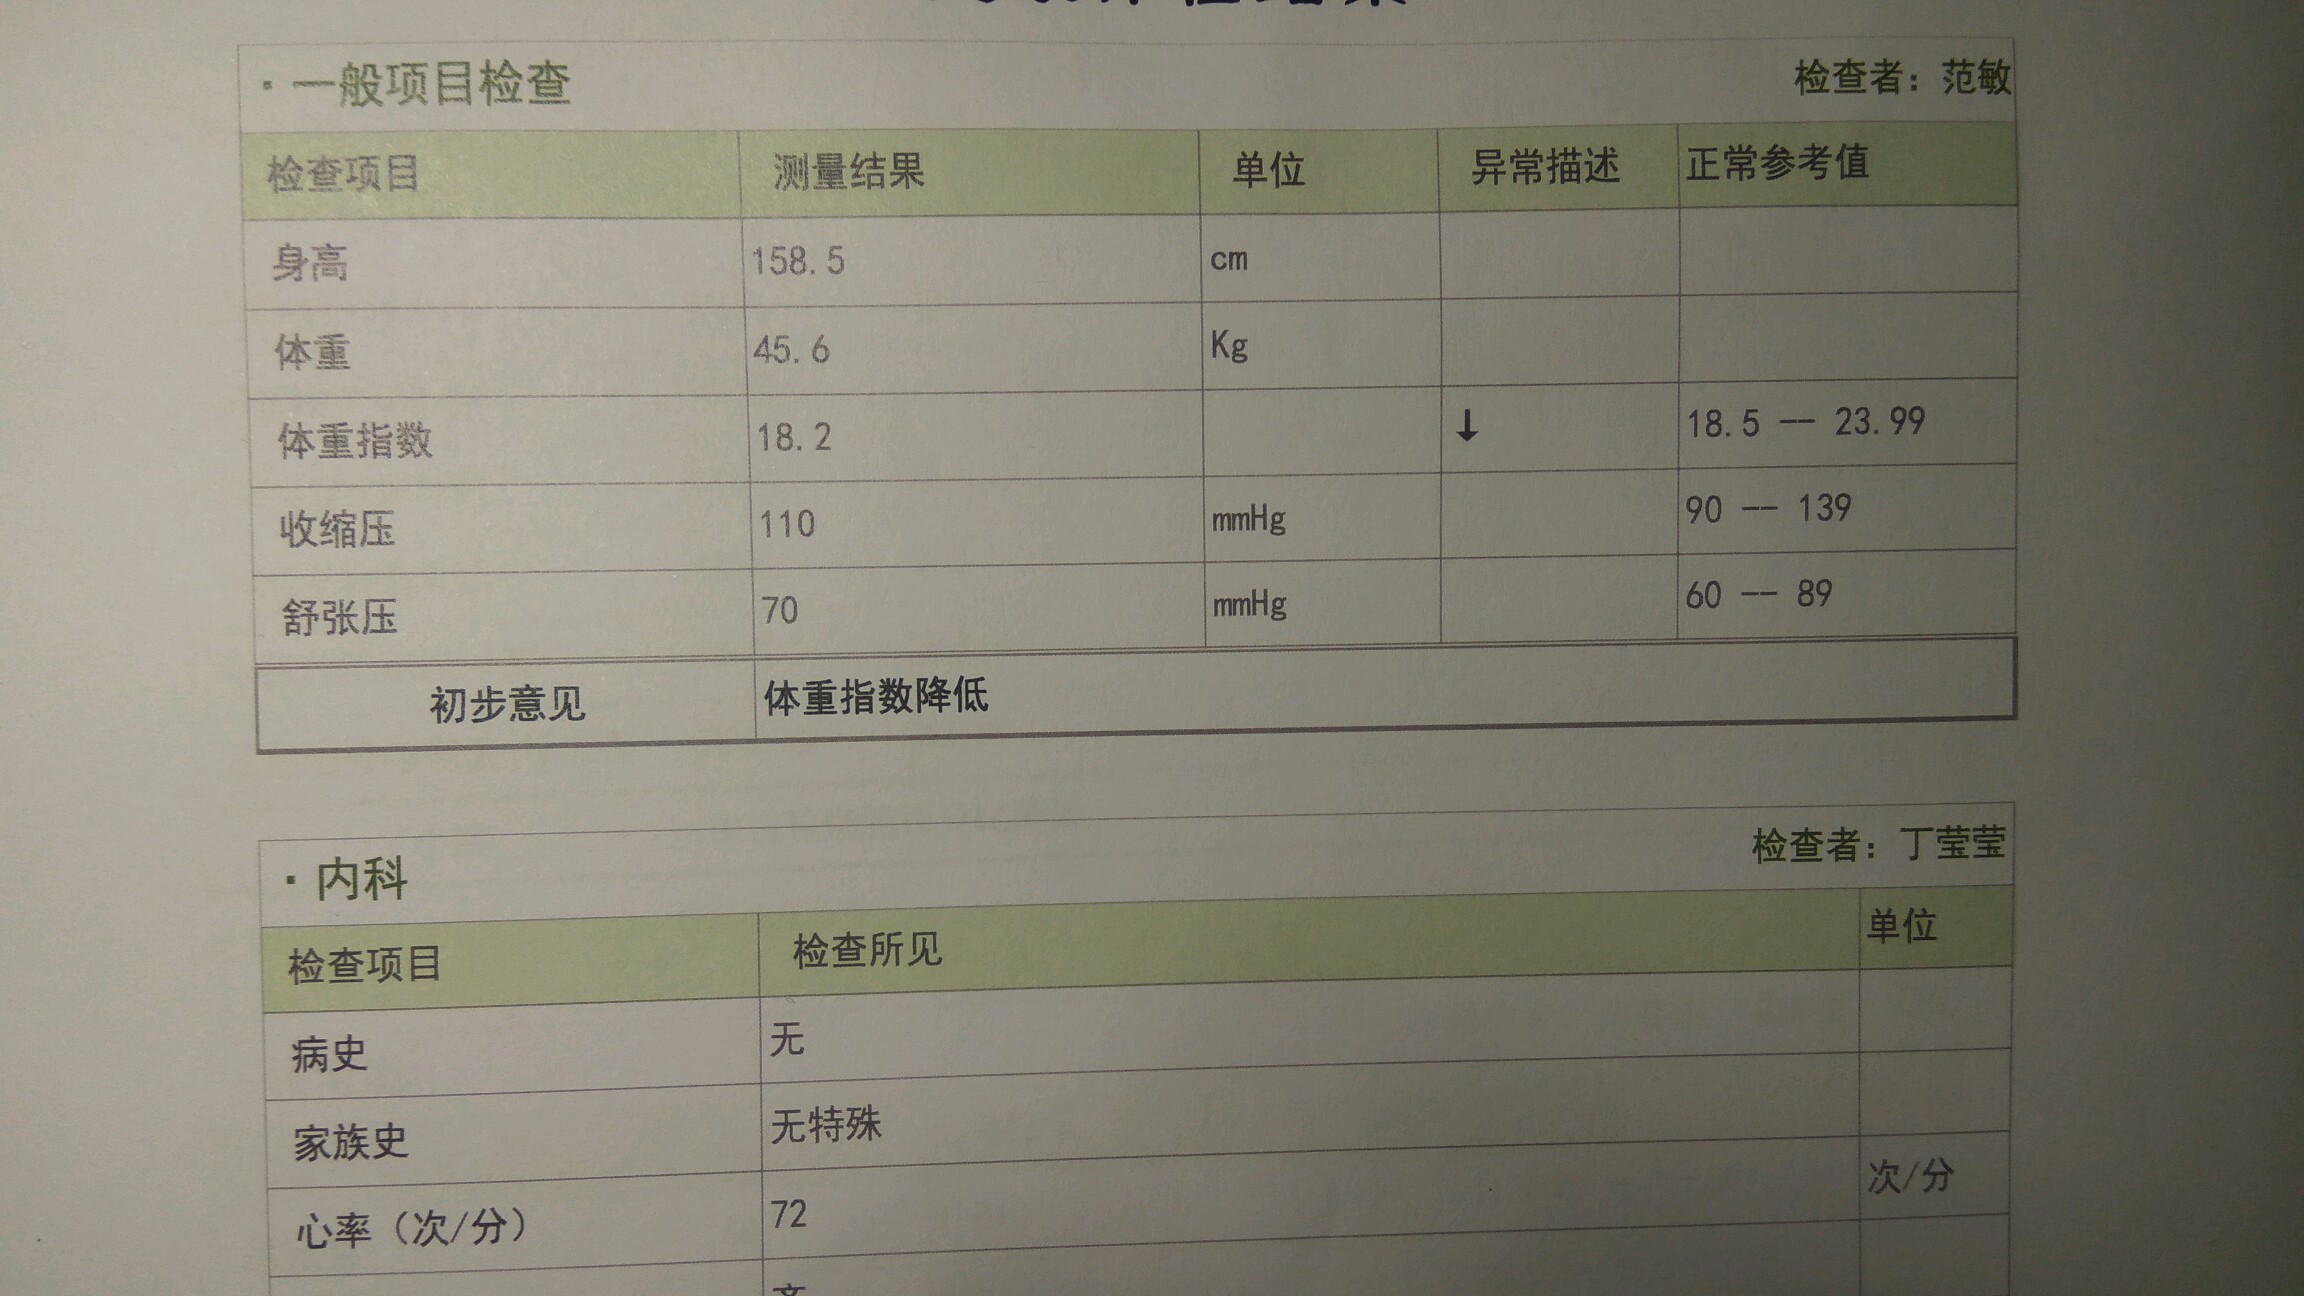 ·一般项目检查 检查者：范敏
检查项目 测量结果 单位 异常描述 正常参考值
身高 158.5 cm
体重 45.6 Kg
体重指数 18.2 ↓ 18.5 -- 23.99
收缩压 110 mmHg 90 -- 139
舒张压 70 mmHg 60 -- 89
初步意见 体重指数降低
·内科 检查者：丁莹莹
检查项目 检查所见 单位
病史 无
家族史 无特殊
心率（次/分） 72 次/分